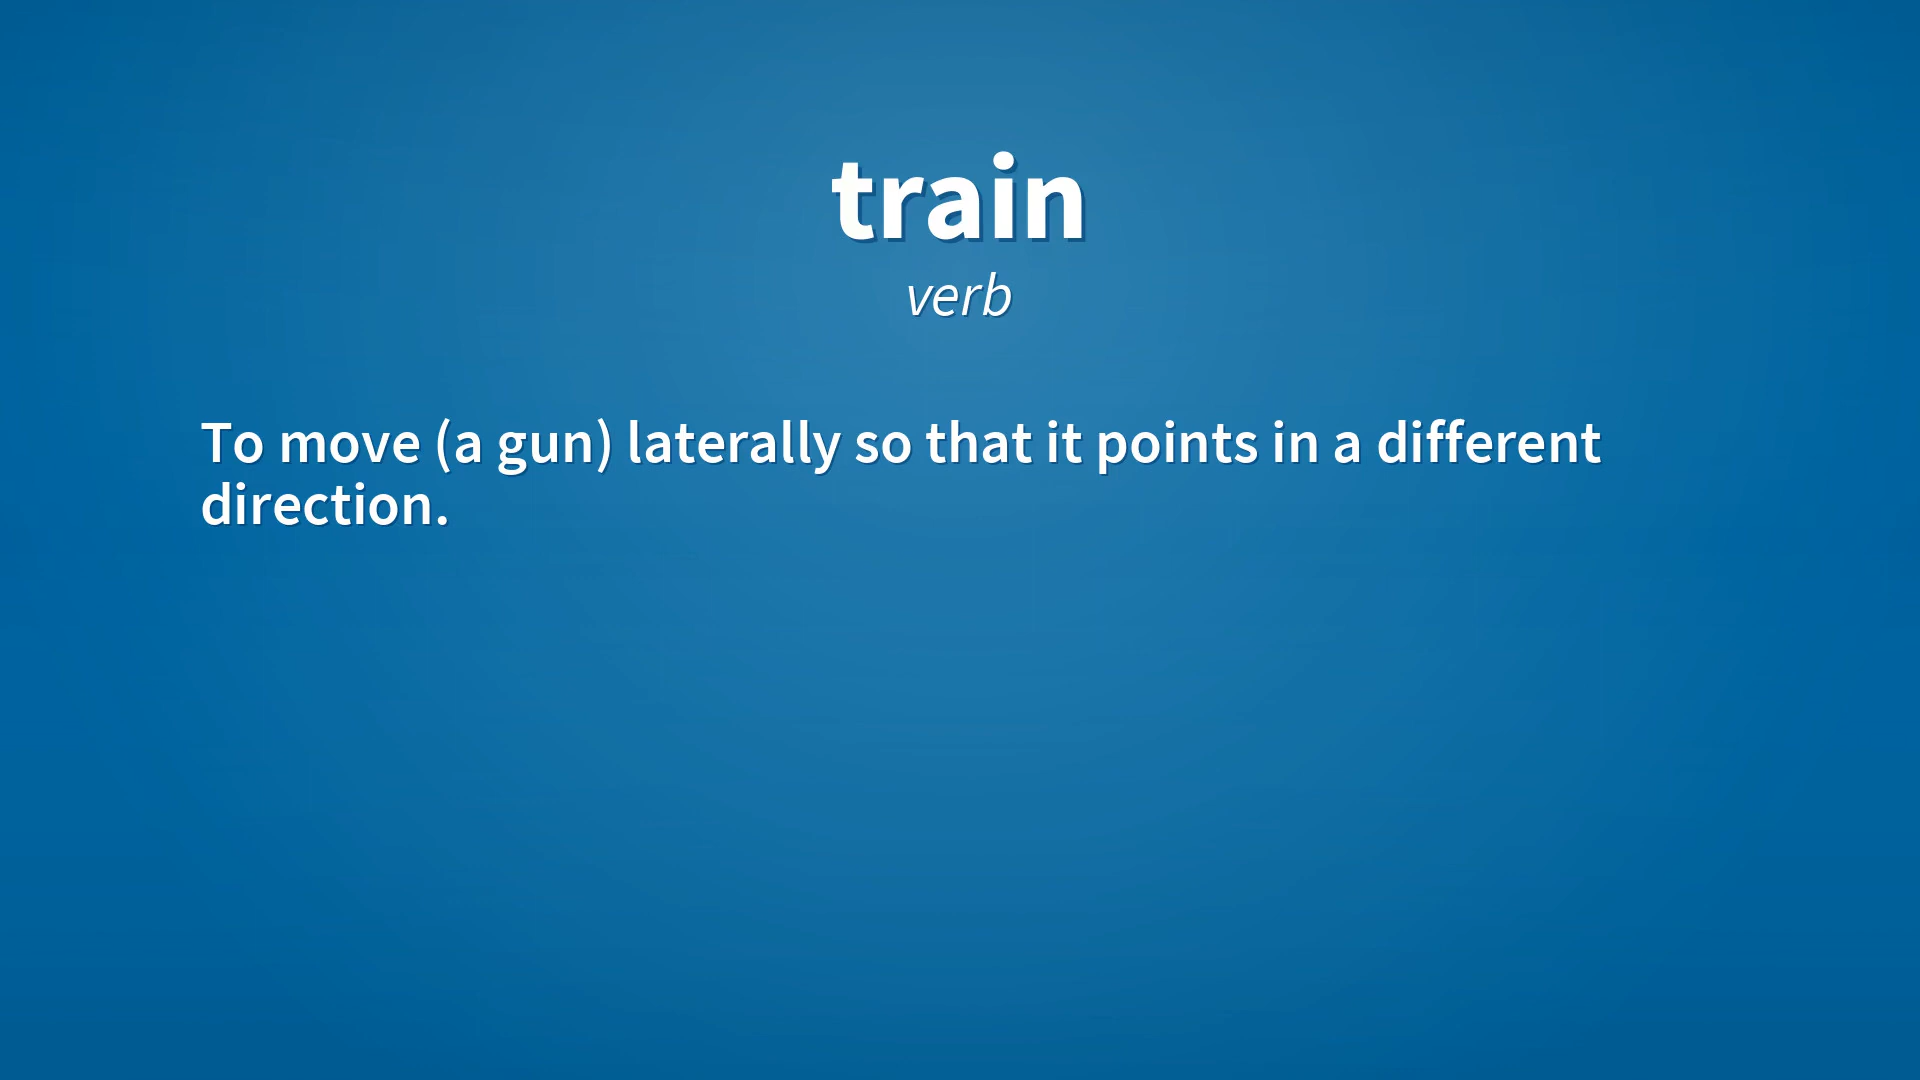 train
verb
To move (a gun) laterally so that it points in a different
direction.